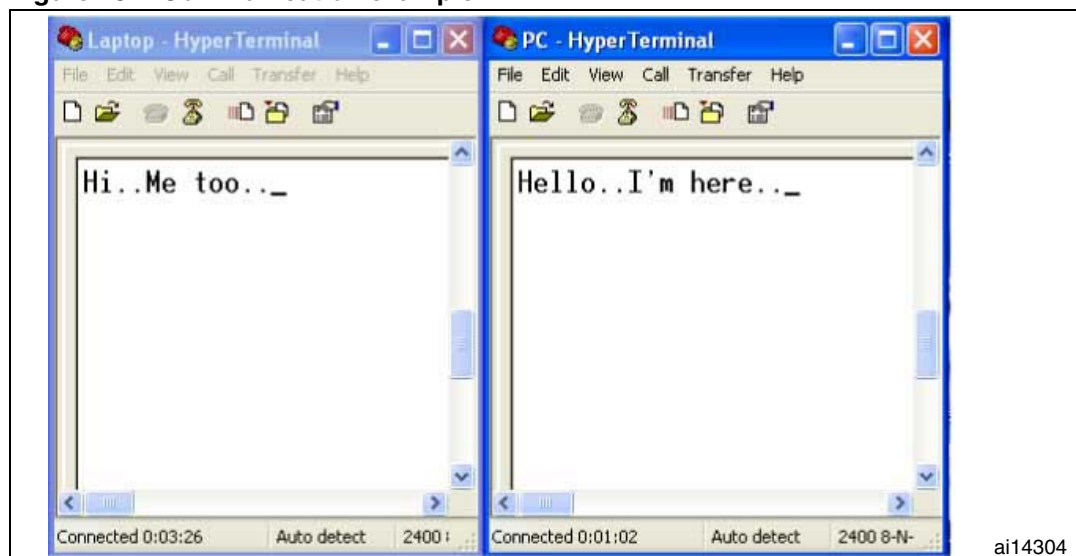 Laptop - HyperTerminal
File Edit View Call Transfer Help
Hi..Me too.._
Connected 0:03:26 Auto detect 2400
PC - HyperTerminal
File Edit View Call Transfer Help
Hello..I'm here.._
Connected 0:01:02 Auto detect 2400 8-N-
ai14304